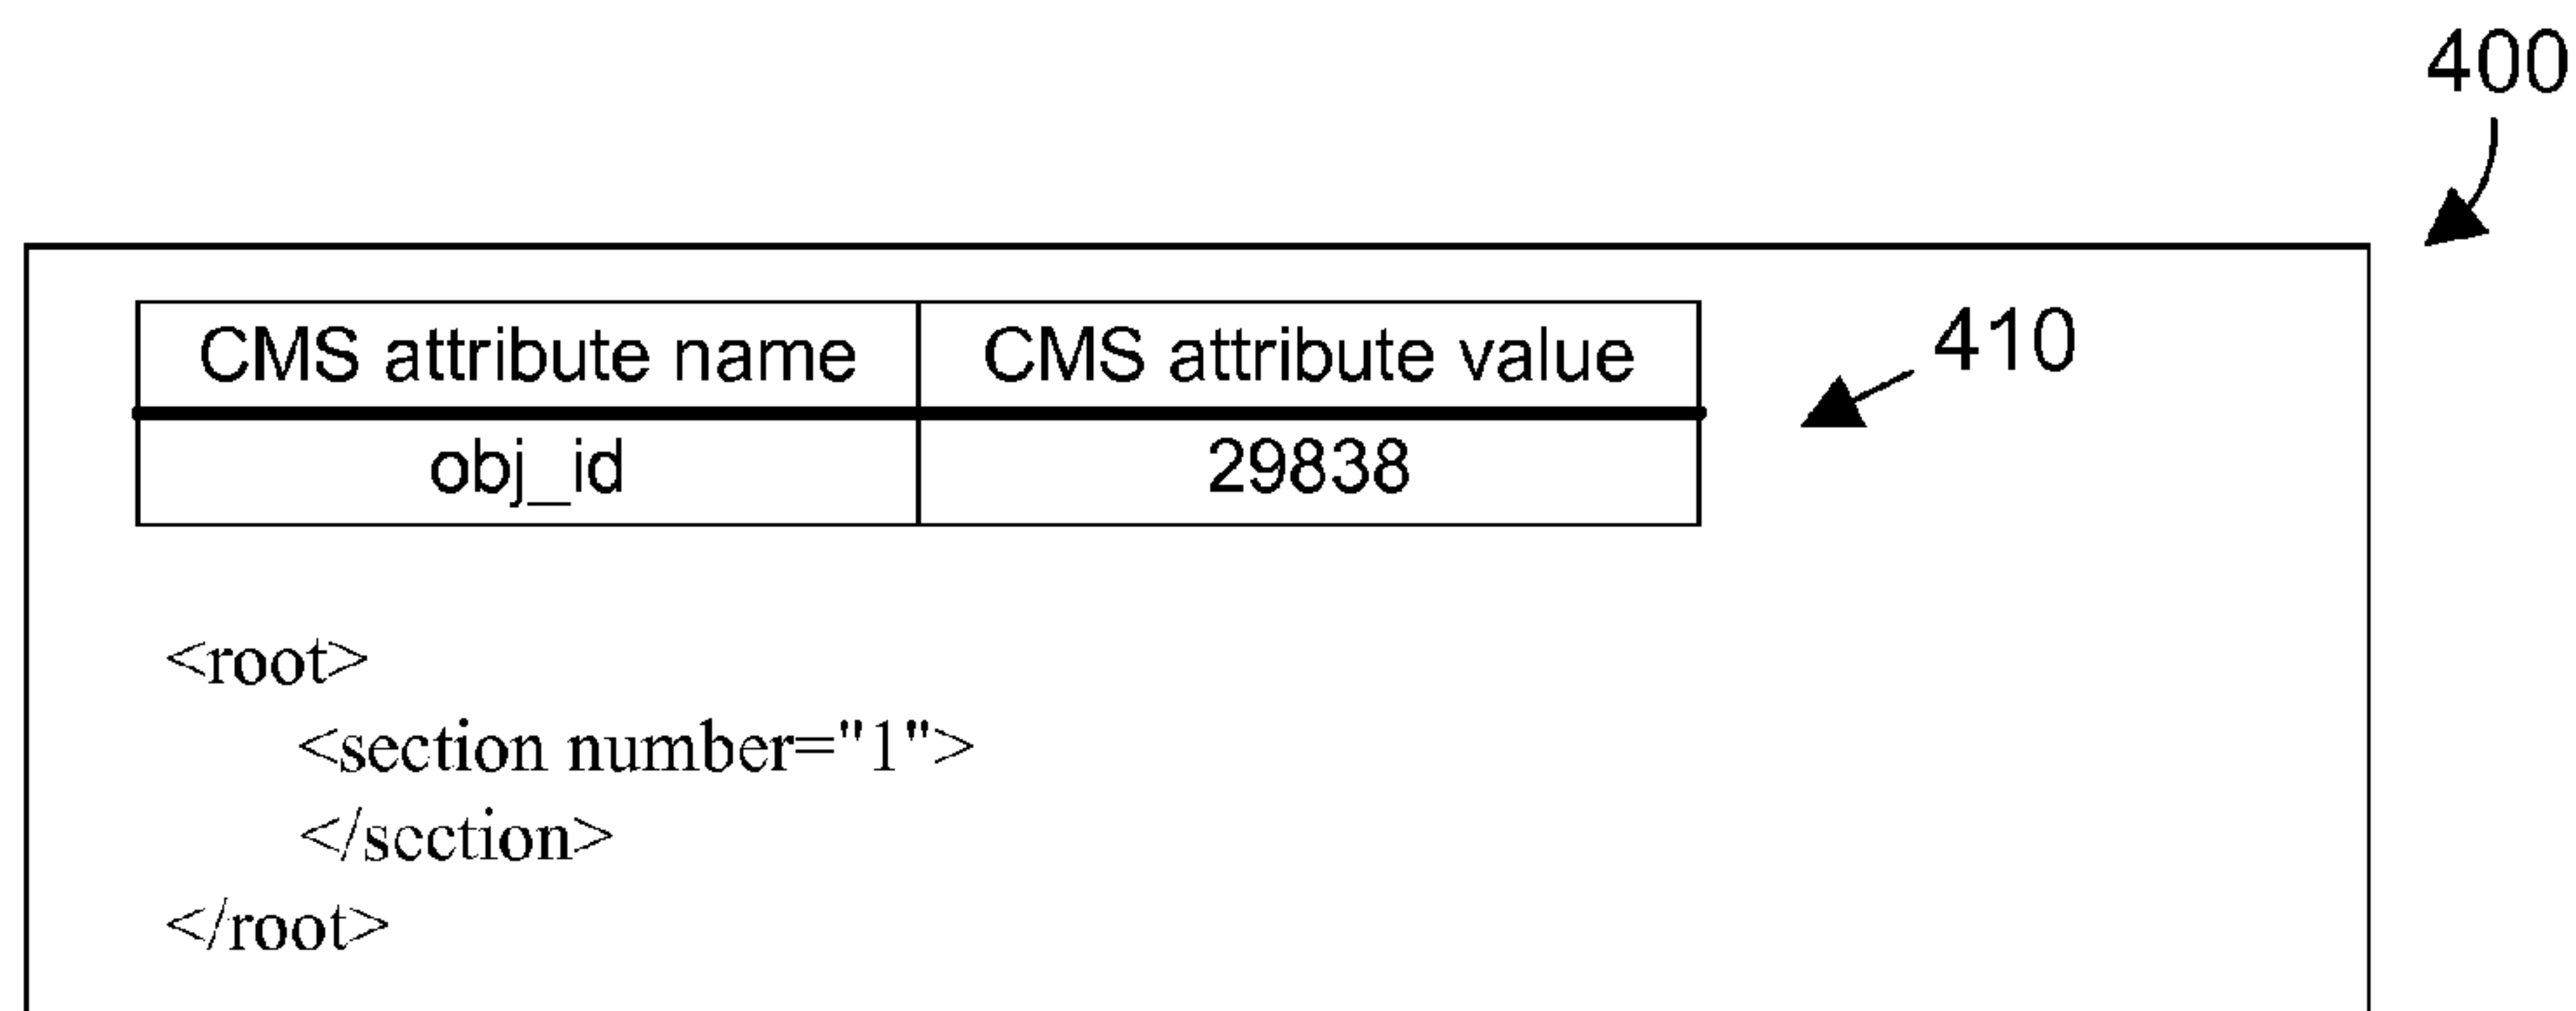 400
CMS attribute name CMS attribute value
410
obj_id 29838
<root>
<section number="1">
</section>
</root>